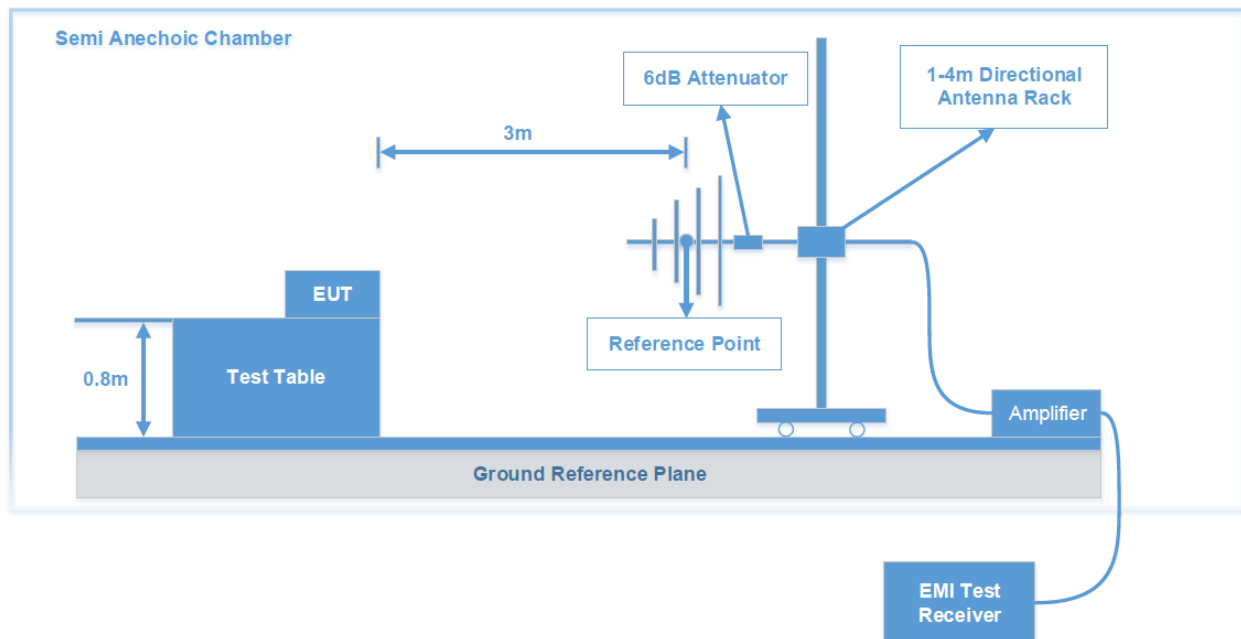 Semi Anechoic Chamber
6dB Attenuator
1-4m Directional
Antenna Rack
3m
EUT
Reference Point
0.8m
Test Table
Amplifier
Ground Reference Plane
EMI Test
Receiver